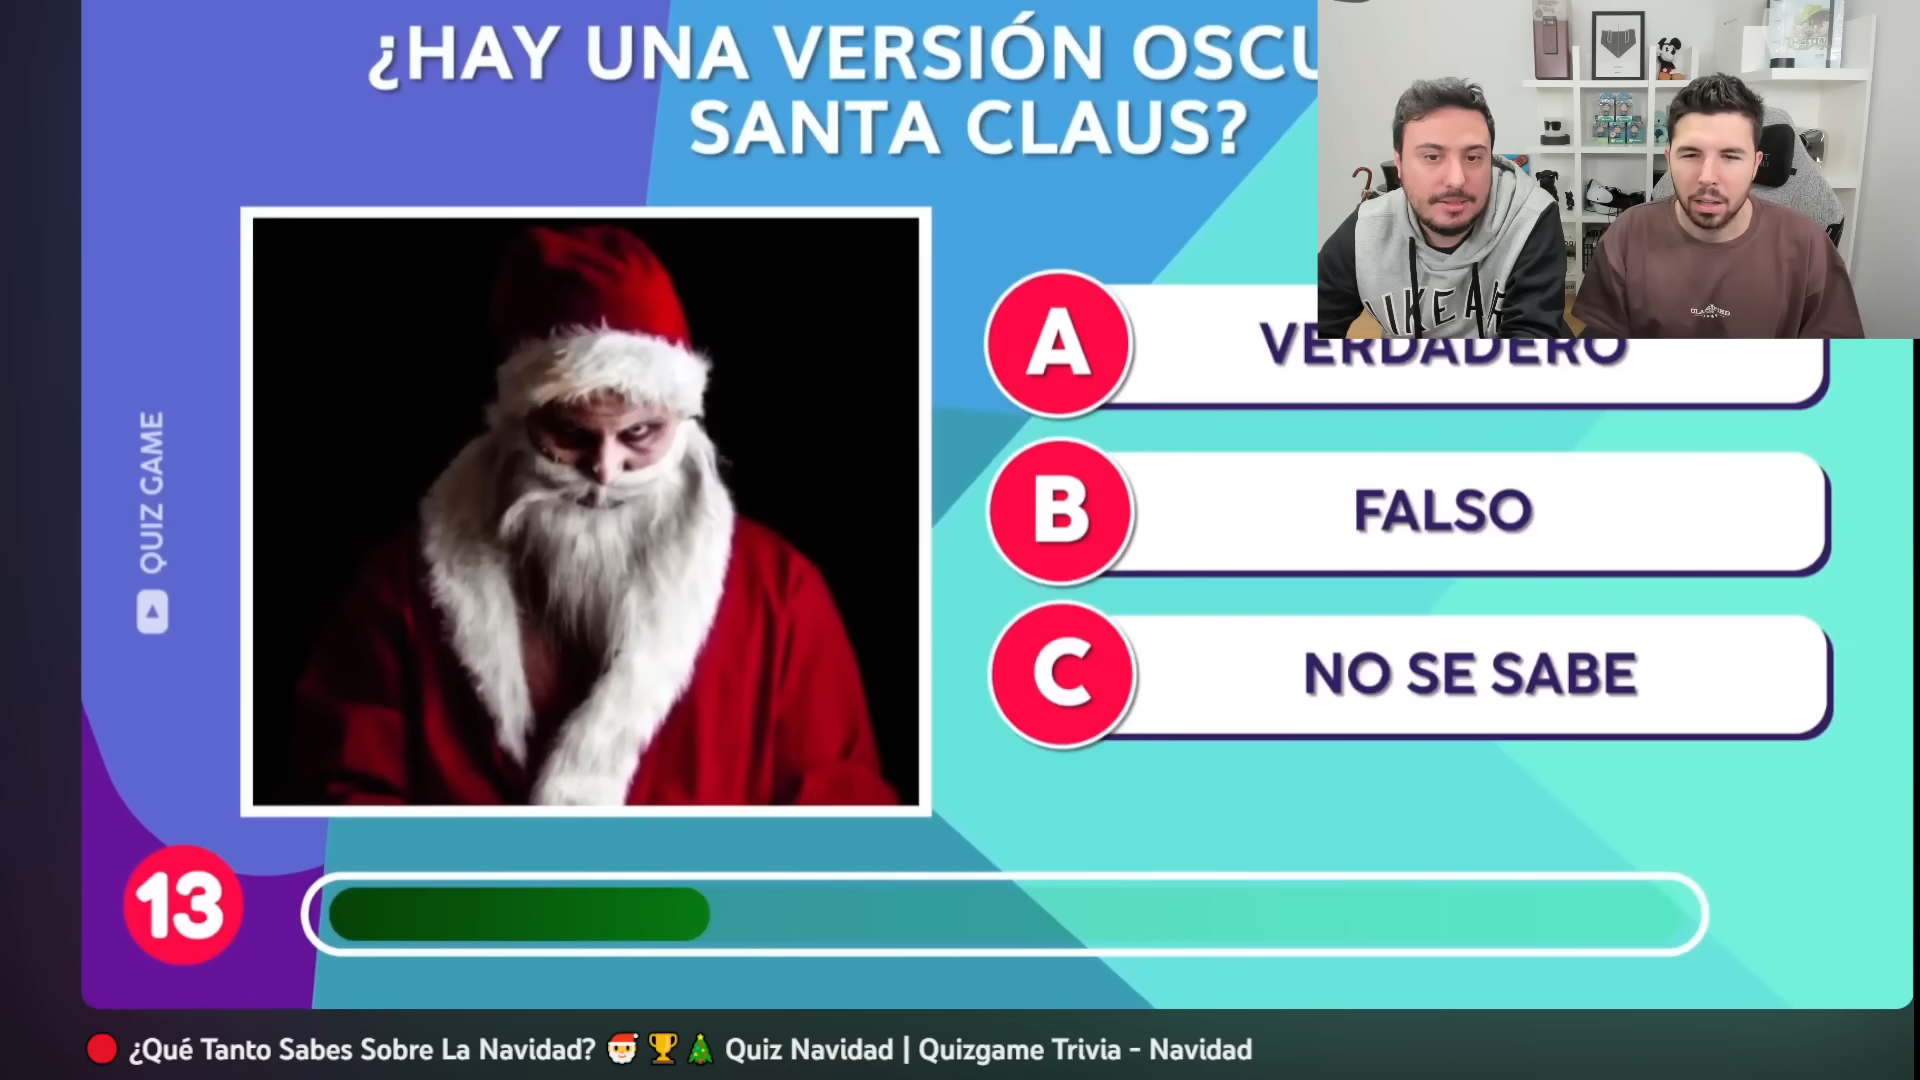 ¿HAY UNA VERSIÓN OSCU
SANTA CLAUS?
A
VERDADERO
B
FALSO
C
NO SE SABE
QUIZ GAME
13
¿Qué Tanto Sabes Sobre La Navidad? 🎅🏆🎄 Quiz Navidad | Quizgame Trivia - Navidad